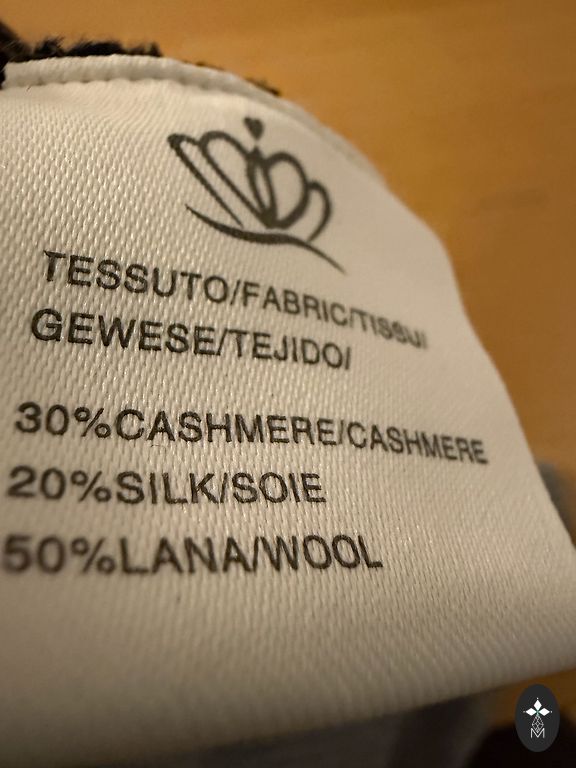 TESSUTO/FABRIC/TISSU/
GEWESE/TEJIDO/
30%CASHMERE/CASHMERE
20%SILK/SOIE
50%LANA/WOOL
M